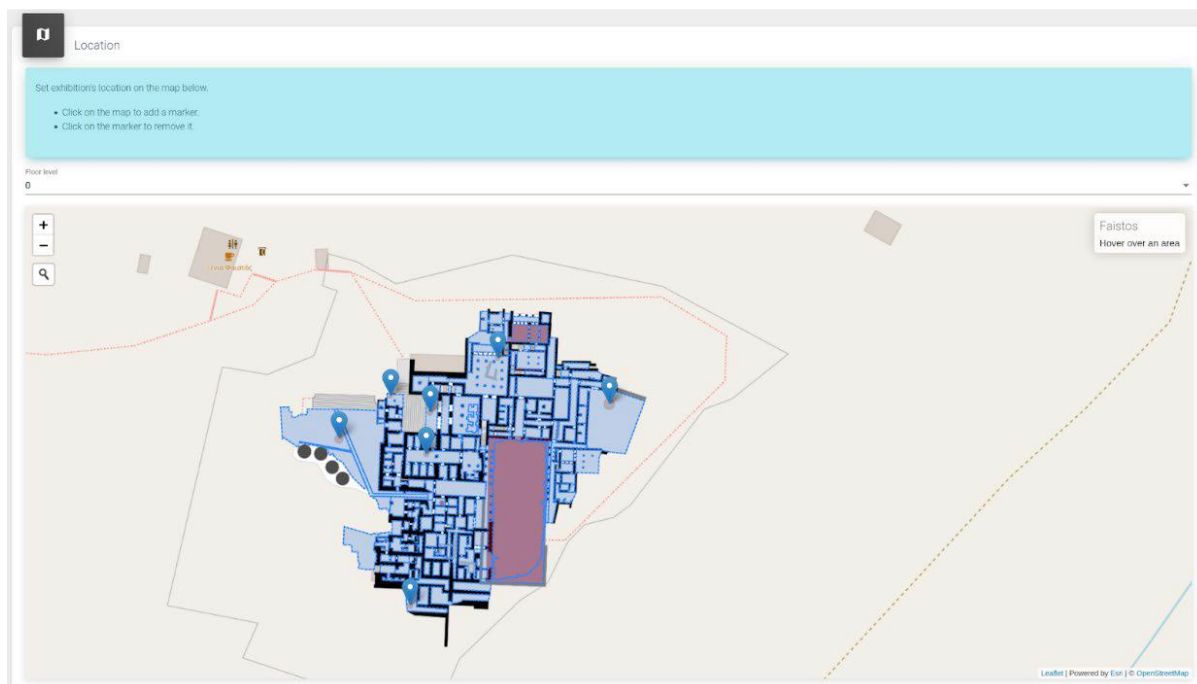 Location
Set exhibition's location on the map below.
• Click on the map to add a marker.
• Click on the marker to remove it
Floor level
0
+
−
Faistos
Hover over an area
Leaflet | Powered by Esri | © OpenStreetMap